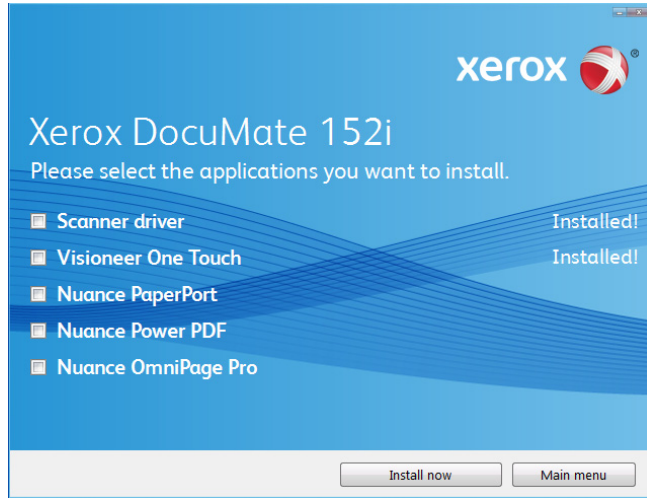 xerox ®
Xerox DocuMate 152i
Please select the applications you want to install.
Scanner driver Installed!
Visioneer One Touch Installed!
Nuance PaperPort
Nuance Power PDF
Nuance OmniPage Pro
Install now Main menu